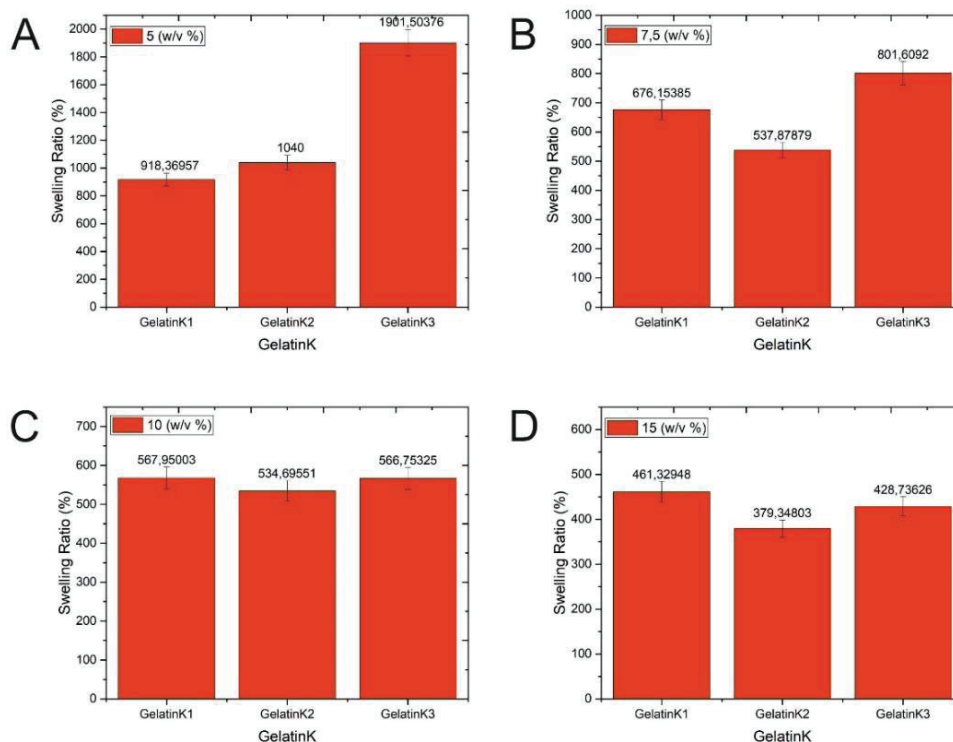 A
5 (w/v %)
1901,50376
2000
1800
1600
1400
1200
1040
1000
918,36957
800
600
400
200
0
Swelling Ratio (%)
GelatinK1
GelatinK2
GelatinK3
GelatinK
B
7,5 (w/v %)
1000
900
801,6092
800
676,15385
700
600
537,87879
500
400
300
200
100
0
Swelling Ratio (%)
GelatinK1
GelatinK2
GelatinK3
GelatinK
C
10 (w/v %)
700
600
567,95003
534,69551
566,75325
500
400
300
200
100
0
Swelling Ratio (%)
GelatinK1
GelatinK2
GelatinK3
GelatinK
D
15 (w/v %)
600
500
461,32948
428,73626
400
379,34803
300
200
100
0
Swelling Ratio (%)
GelatinK1
GelatinK2
GelatinK3
GelatinK